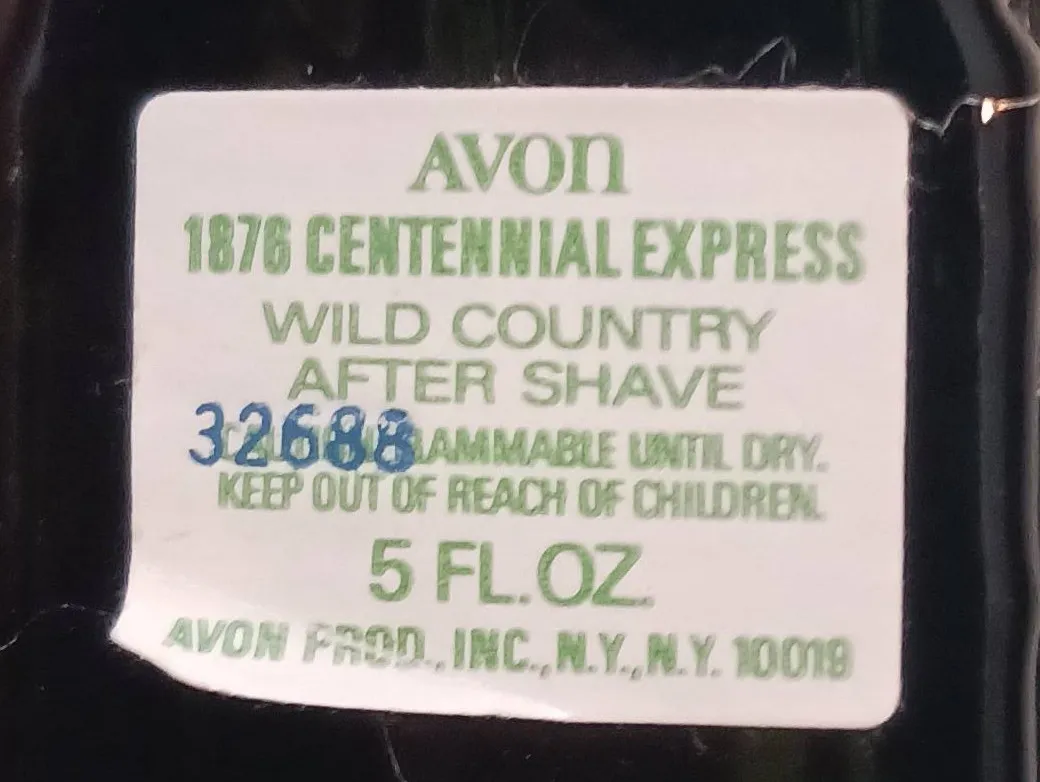 AVON
1876 CENTENNIAL EXPRESS
WILD COUNTRY
AFTER SHAVE
32688
UNTIL DRY.
KEEP OUT OF REACH OF CHILDREN.
5 FL. OZ.
AVON PROD., INC., N.Y., N.Y. 10019